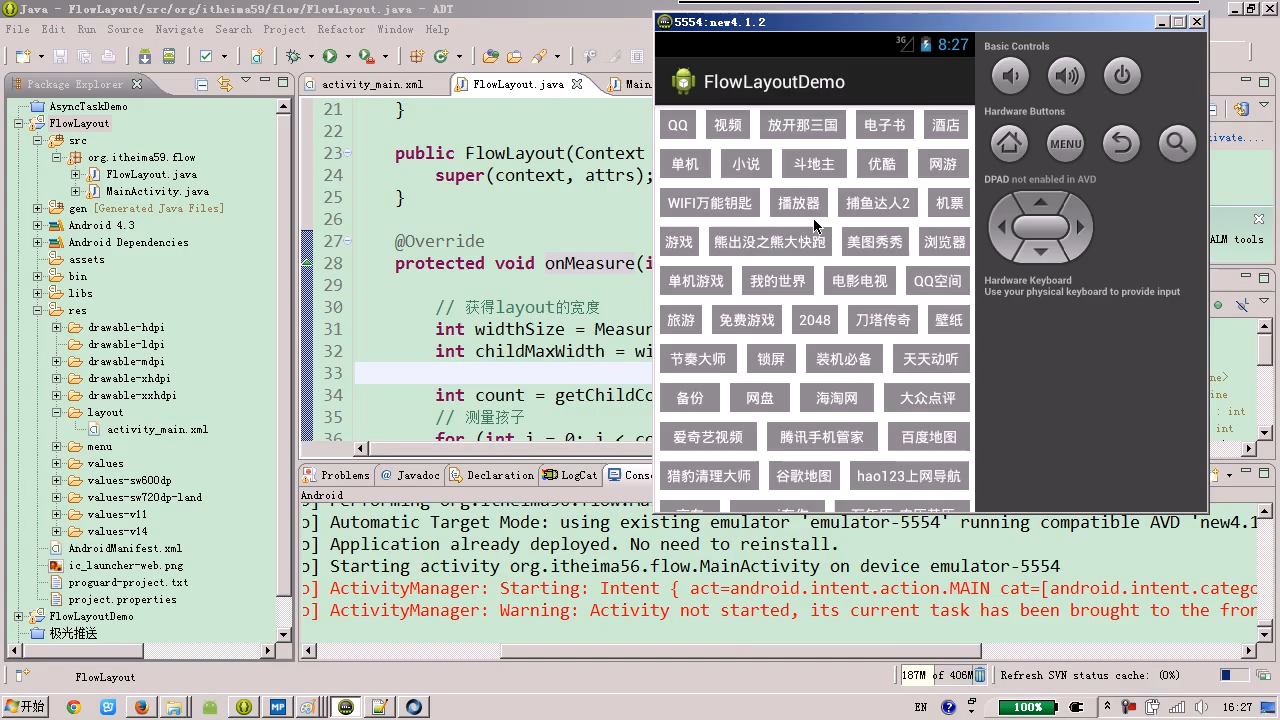 Java - FlowLayout/src/org/itheima59/flow/FlowLayout.java - ADT
5554:new4.1.2
File Edit Run Source Navigate Search Project Refactor Window
3G 8:27
FlowLayoutDemo
Basic Controls
Hardware Buttons
MENU
DPAD not enabled in AVD
Hardware Keyboard
Use your physical keyboard to provide input
Package Explorer
AsyncTaskDemo
FlowLayout
src
org.itheima59.flow
FlowLayout.java
MainActivity.java
gen [Generated Java Files]
Android 4.3
Android Dependencies
assets
bin
libs
res
drawable-hdpi
drawable-ldpi
drawable-mdpi
drawable-xhdpi
drawable-xxhdpi
layout
activity_main.xml
menu
values
values-sw600dp
values-sw720dp-land
values-v11
values-v14
AndroidManifest.xml
ic_launcher-web.png
proguard-project.txt
project.properties
FlowLayoutDemo
极光推送
activity_main.xml FlowLayout.java
21 }
22
23 public FlowLayout(Context
24 super(context, attrs);
25 }
26
27 @Override
28 protected void onMeasure(i
29
30 // 获得layout的宽度
31 int widthSize = Measur
32 int childMaxWidth = wi
33
34 int count = getChildCo
35 // 测量孩子
36 for (int i = 0; i < co
QQ 视频 放开那三国 电子书 酒店
单机 小说 斗地主 优酷 网游
WIFI万能钥匙 播放器 捕鱼达人2 机票
游戏 熊出没之熊大快跑 美图秀秀 浏览器
单机游戏 我的世界 电影电视 QQ空间
旅游 免费游戏 2048 刀塔传奇 壁纸
节奏大师 锁屏 装机必备 天天动听
备份 网盘 海淘网 大众点评
爱奇艺视频 腾讯手机管家 百度地图
猎豹清理大师 谷歌地图 hao123上网导航
Problems @ Javadoc Declaration LogCat Cons
Android
o] Automatic Target Mode: using existing emulator 'emulator-5554' running compatible AVD 'new4.1
o] Application already deployed. No need to reinstall.
o] Starting activity org.itheima56.flow.MainActivity on device emulator-5554
o] ActivityManager: Starting: Intent { act=android.intent.action.MAIN cat=[android.intent.catego
o] ActivityManager: Warning: Activity not started, its current task has been brought to the fron
FlowLayout
187M of 406M
Refresh SVN status cache: (0%)
开始
EN
100%
16:27